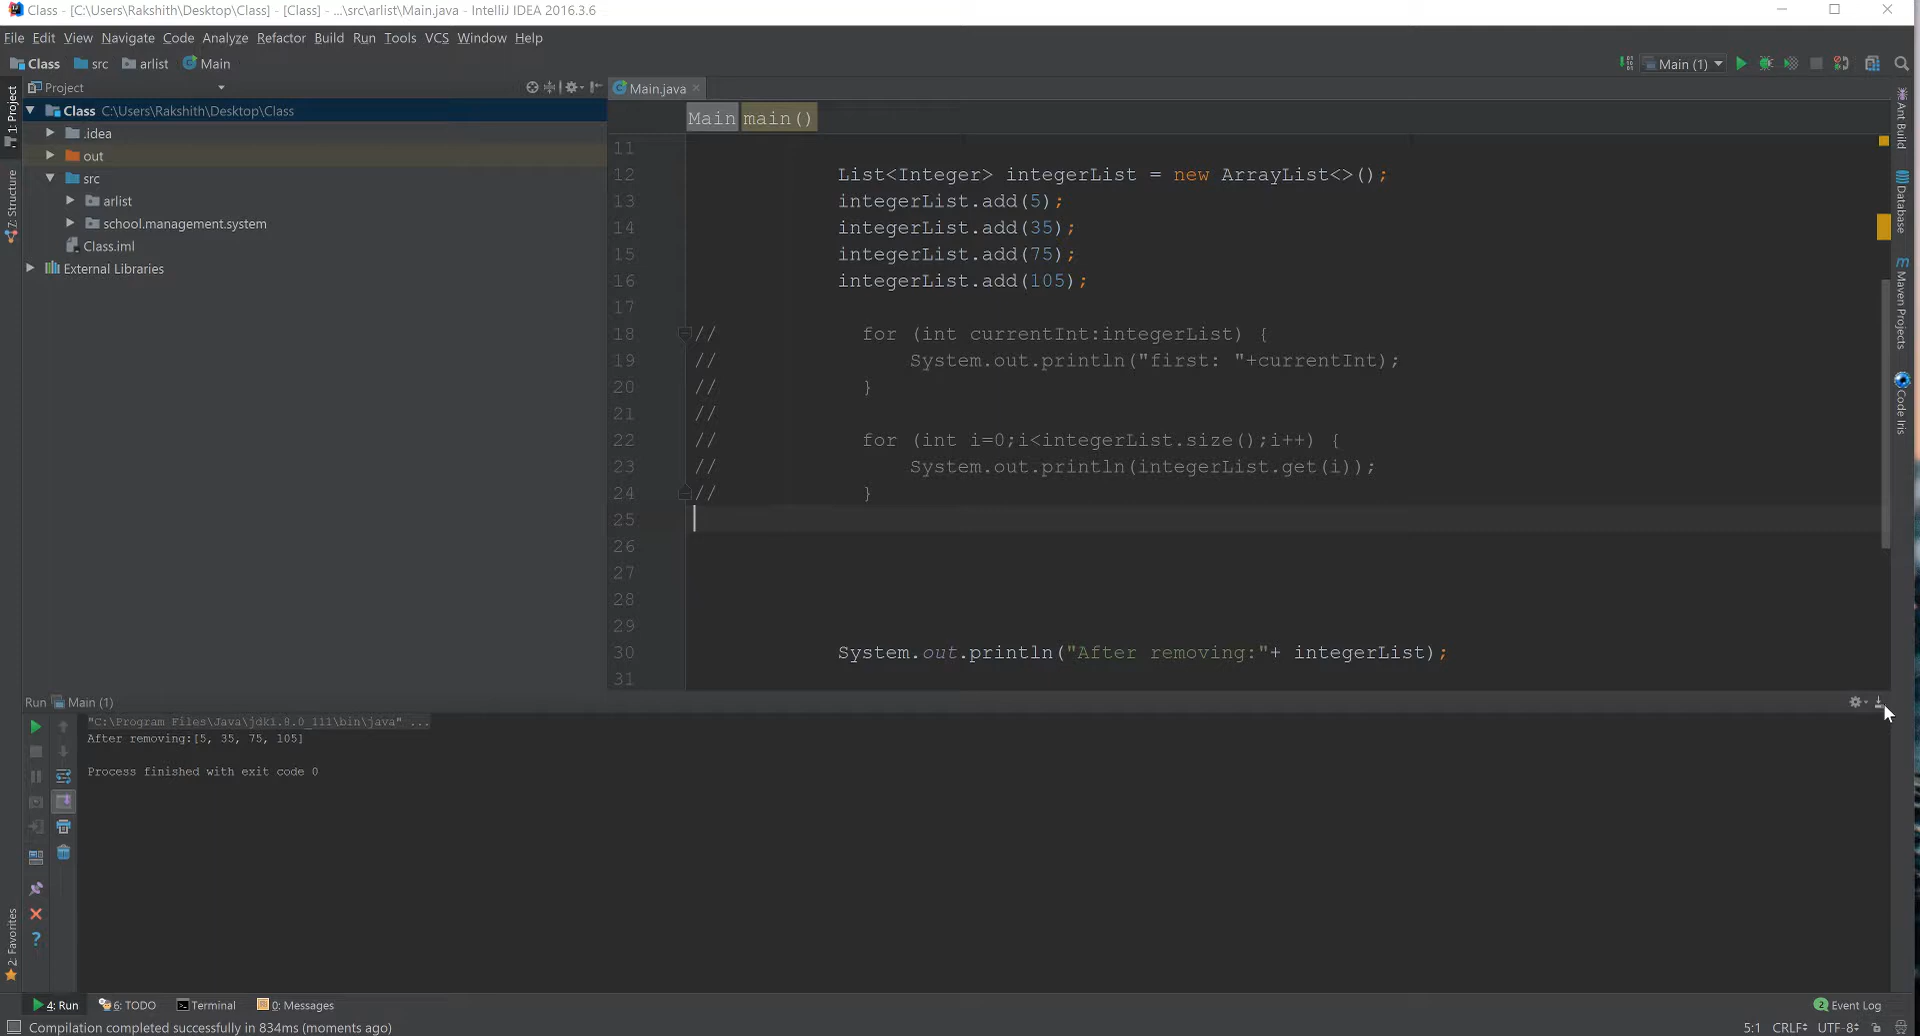 Class - [C:\Users\Rakshith\Desktop\Class] - [Class] - ...\src\arlist\Main.java - IntelliJ IDEA 2016.3.6
File Edit View Navigate Code Analyze Refactor Build Run Tools VCS Window Help
Class src arlist Main
Main (1)
Project
Main.java
Class C:\Users\Rakshith\Desktop\Class
.idea
out
src
arlist
school.management.system
Class.iml
External Libraries
1: Project
7: Structure
2: Favorites
Main main()
11
12 List<Integer> integerList = new ArrayList<>();
13 integerList.add(5);
14 integerList.add(35);
15 integerList.add(75);
16 integerList.add(105);
17
18 // for (int currentInt:integerList) {
19 // System.out.println("first: "+currentInt);
20 // }
21 //
22 // for (int i=0;i<integerList.size();i++) {
23 // System.out.println(integerList.get(i));
24 // }
25
26
27
28
29
30 System.out.println("After removing:"+ integerList);
31
Ant Build
Database
Maven Projects
Code Iris
Run Main (1)
"C:\Program Files\Java\jdk1.8.0_111\bin\java" ...
After removing:[5, 35, 75, 105]
Process finished with exit code 0
4: Run 6: TODO Terminal 0: Messages
2 Event Log
Compilation completed successfully in 834ms (moments ago)
5:1 CRLF UTF-8